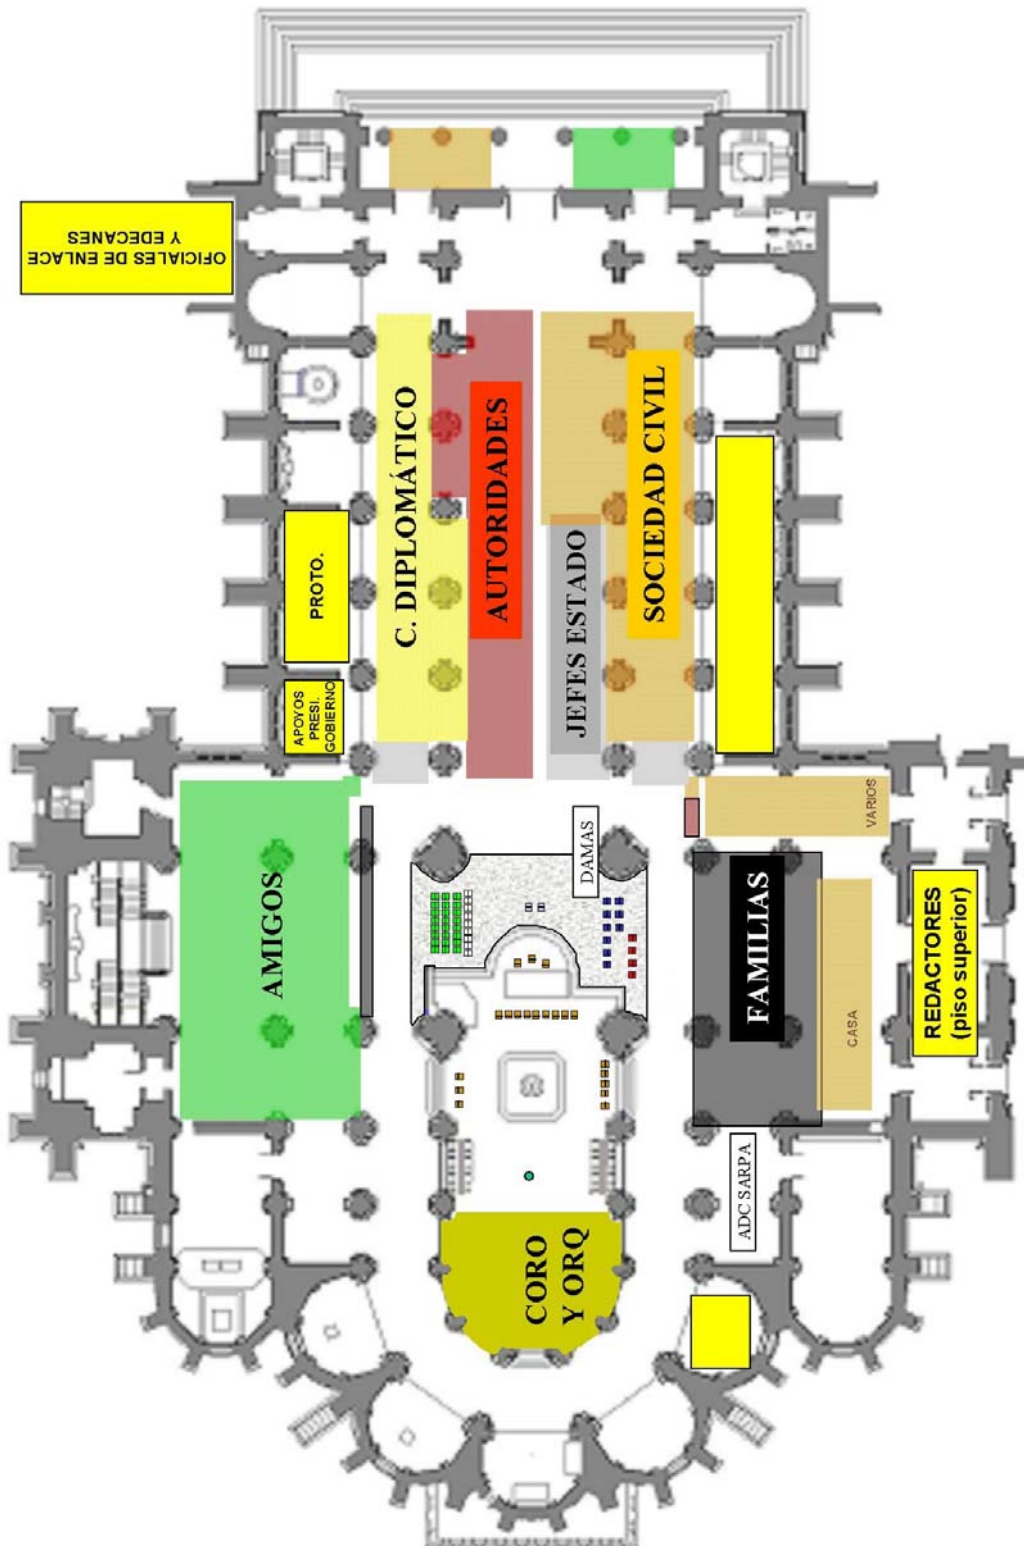 OFICIALES DE ENLACE
Y EDECANES
C. DIPLOMÁTICO
AUTORIDADES
SOCIEDAD CIVIL
PROTO.
JEFES ESTADO
APOYOS
PRESI.
GOBIERNO
VARIOS
DAMAS
AMIGOS
FAMILIAS
REDACTORES
(piso superior)
CASA
ADC SARPA
CORO
Y ORQ